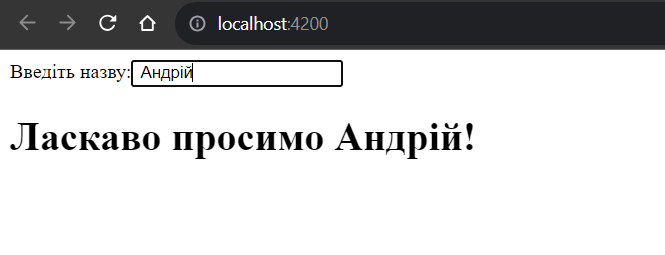 localhost:4200
Введіть назву: Андрій
Ласкаво просимо Андрій!